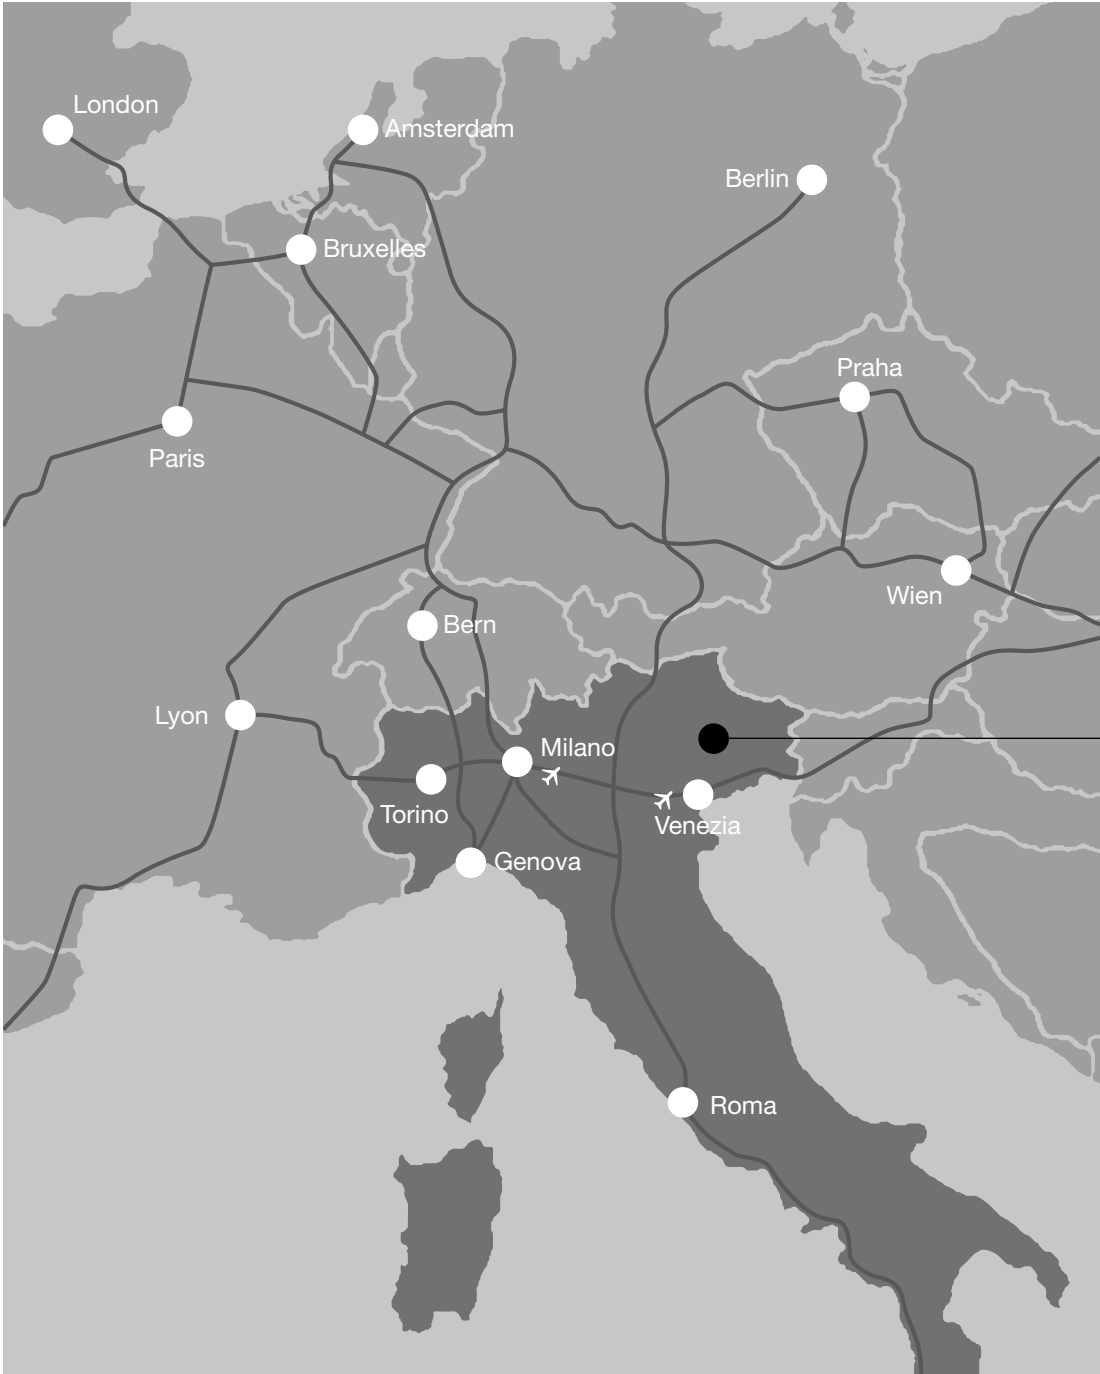 London
Amsterdam
Berlin
Bruxelles
Praha
Paris
Wien
Bern
Lyon
Milano
Torino
Venezia
Genova
Roma